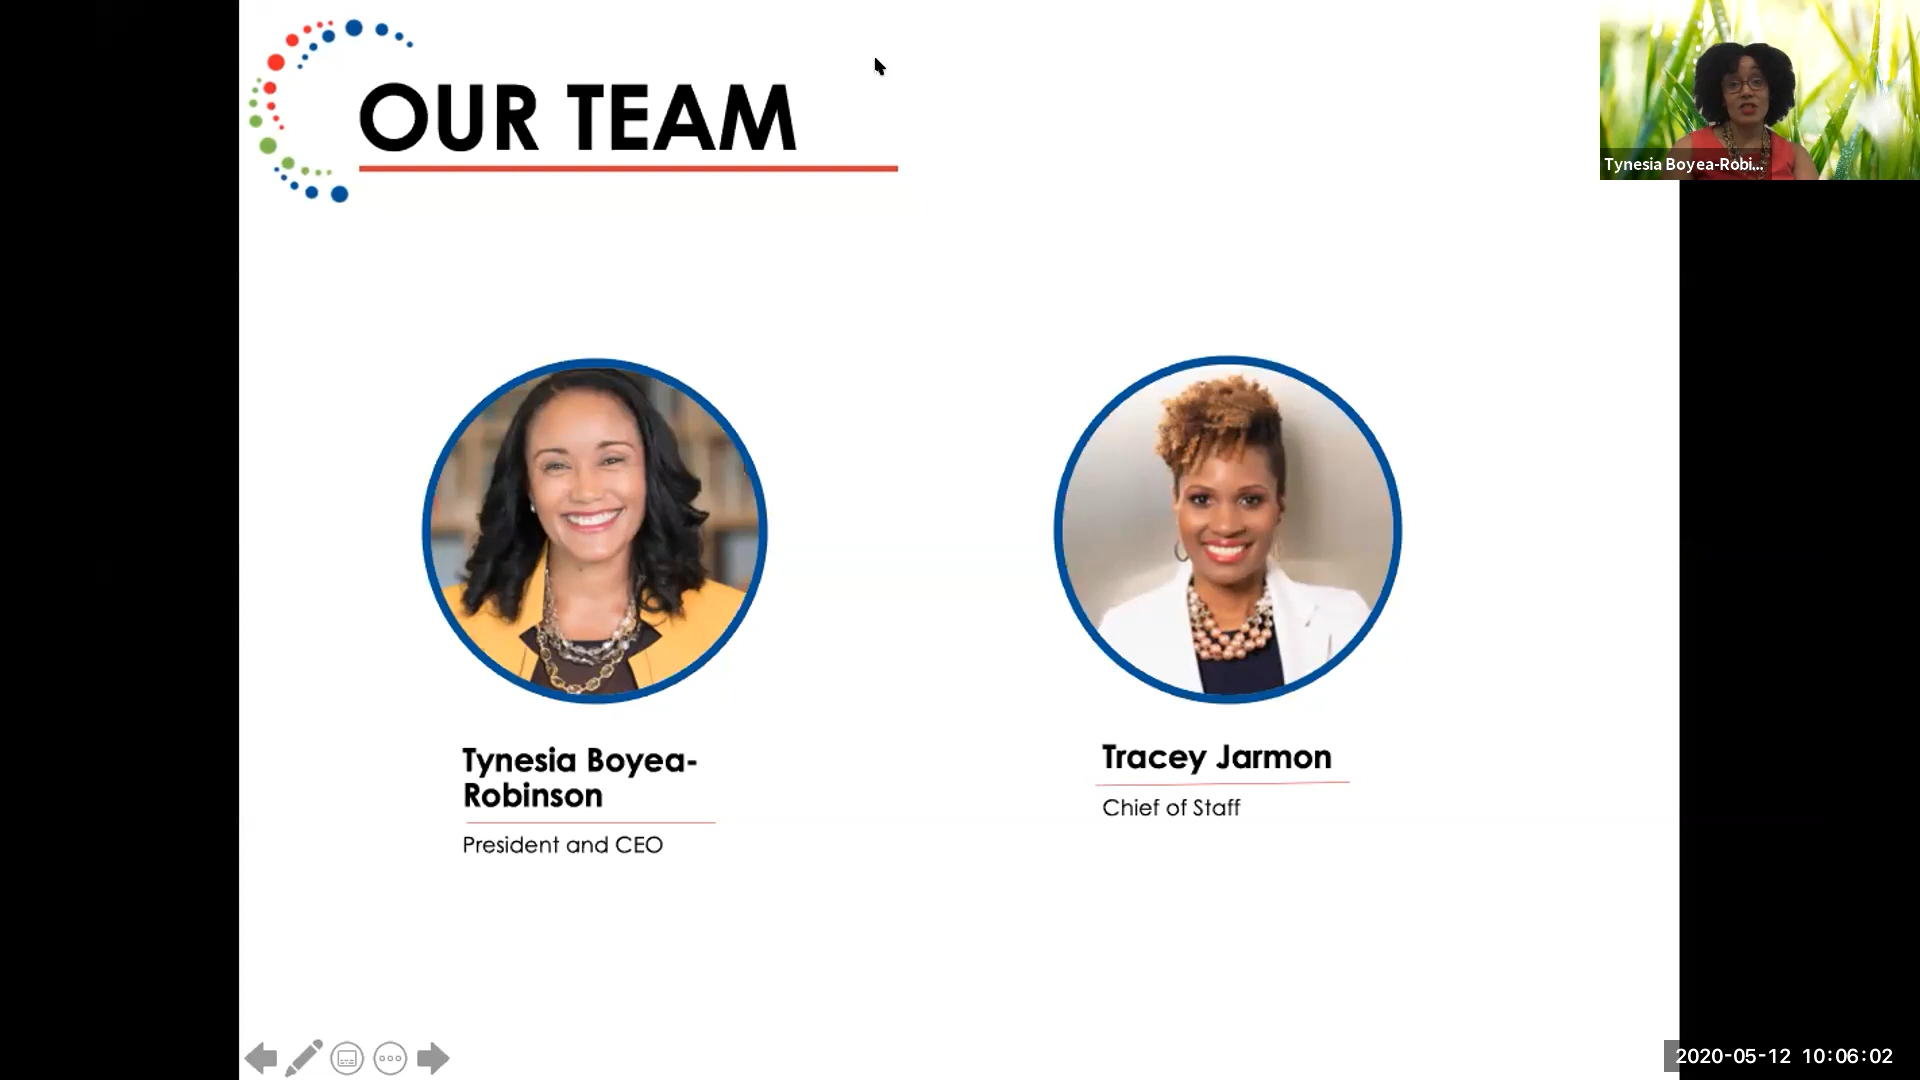 OUR TEAM
Tynesia Boyea-Robi...
Tynesia Boyea-
Robinson
President and CEO
Tracey Jarmon
Chief of Staff
2020-05-12 10:06:02